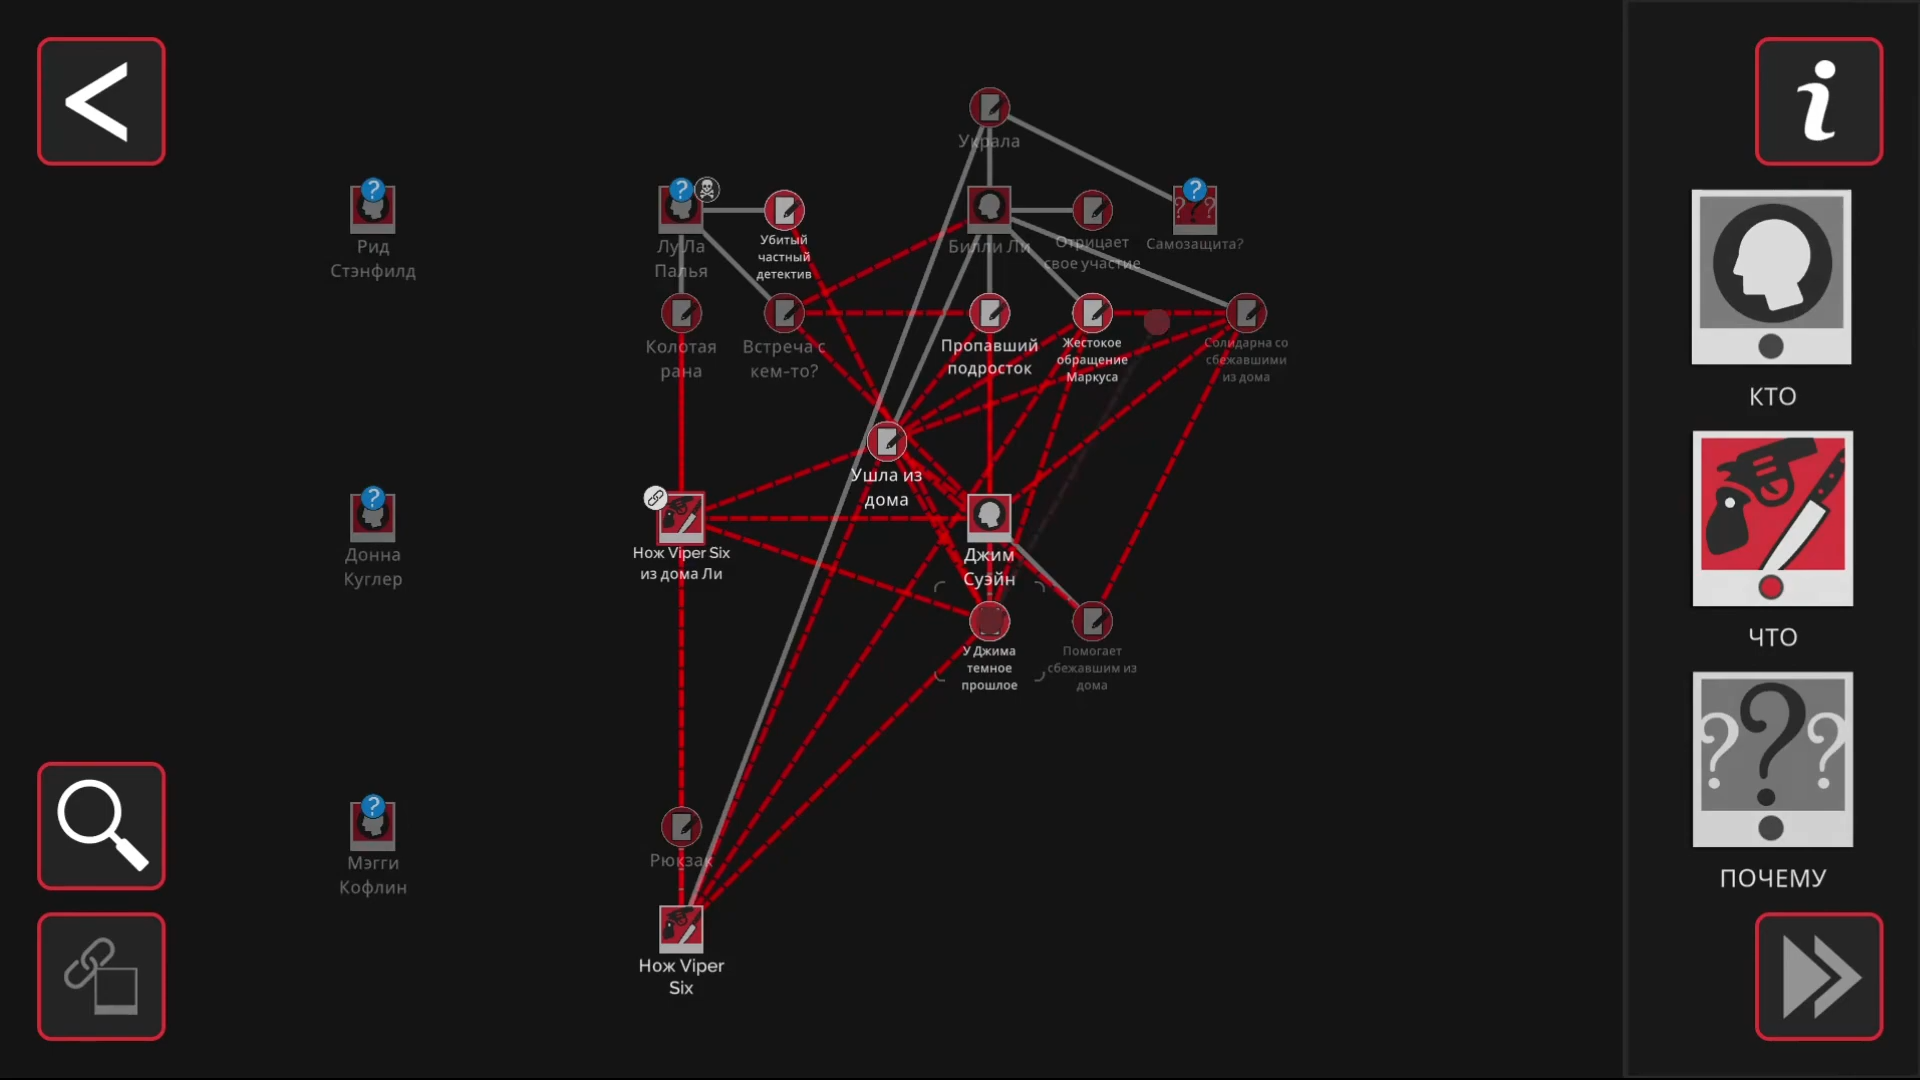 Украла
Рид
Стэнфилд
Лу Ла
Палья
Убитый
частный
детектив
Билли Ли
Отрицает
свое участие
Самозащита?
Колотая
рана
Встреча с
кем-то?
Пропавший
подросток
Жестокое
обращение
Маркуса
Солидарна со
сбежавшими
из дома
КТО
Ушла из
дома
Донна
Куглер
Нож Viper Six
из дома Ли
Джим
Суэйн
У Джима
темное
прошлое
Помогает
сбежавшим из
дома
ЧТО
Мэгги
Кофлин
Рюкзак
ПОЧЕМУ
Нож Viper
Six